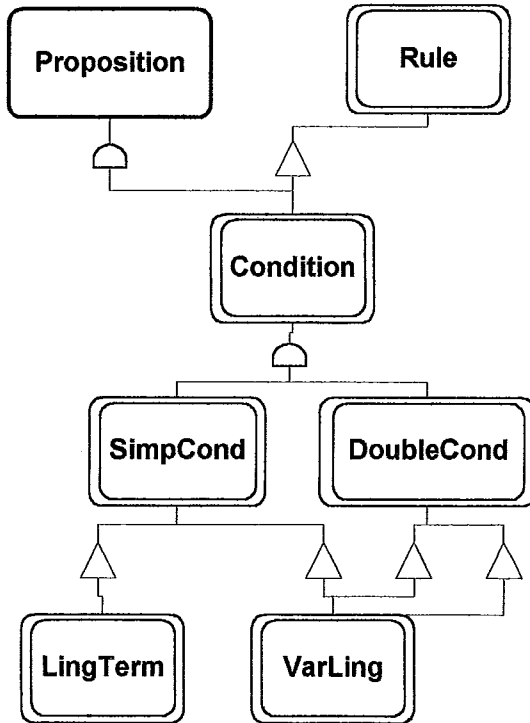 Proposition
Rule
Condition
SimpCond
DoubleCond
LingTerm
VarLing